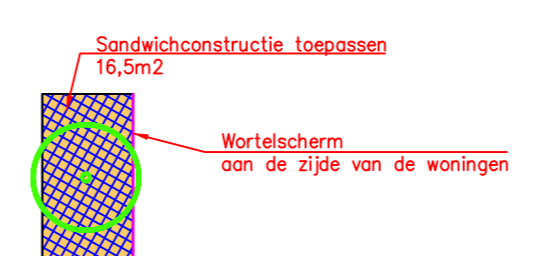 Sandwichconstructie toepassen
16,5m2
Wortelscherm
aan de zijde van de woningen